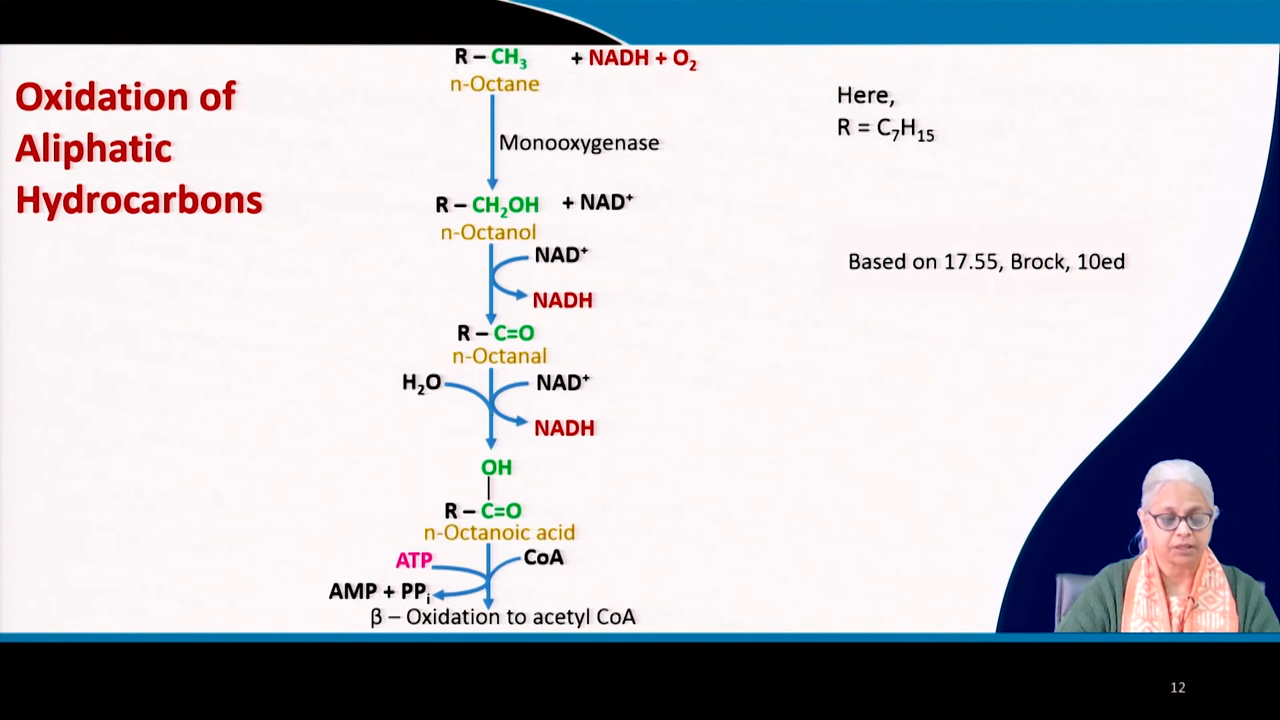 Oxidation of
Aliphatic
Hydrocarbons
R – CH₃ + NADH + O₂
n-Octane
Monooxygenase
R – CH₂OH + NAD⁺
n-Octanol
NAD⁺
NADH
R – C=O
n-Octanal
H₂O NAD⁺
NADH
OH
R – C=O
n-Octanoic acid
ATP CoA
AMP + PPᵢ
β – Oxidation to acetyl CoA
Here,
R = C₇H₁₅
Based on 17.55, Brock, 10ed
12